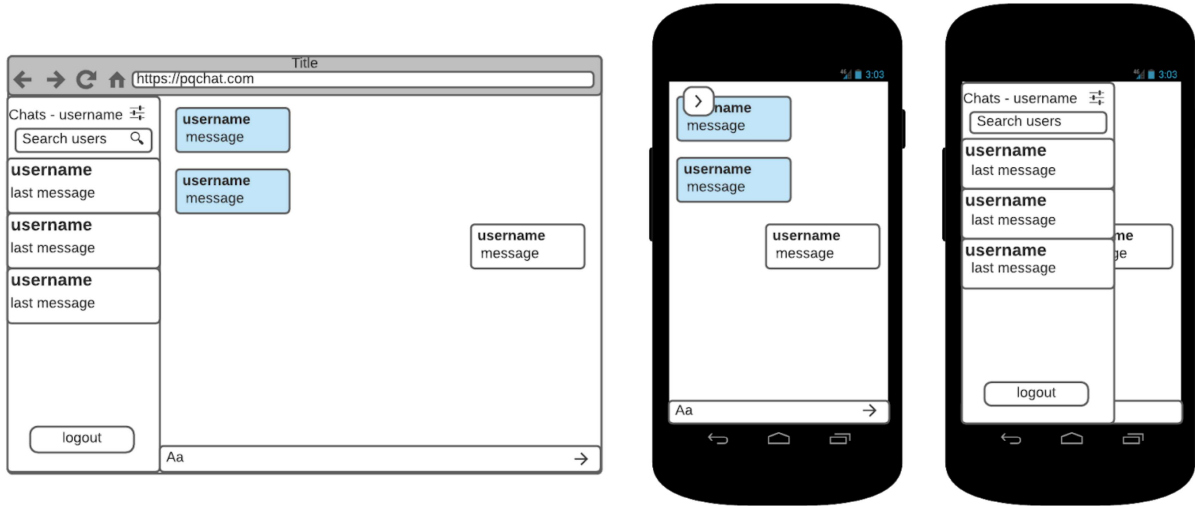 Title
https://pqchat.com
Chats - username
Search users
username
last message
username
last message
username
last message
logout
username
message
username
message
username
message
Aa
3:03
name
message
username
message
username
message
Aa
3:03
Chats - username
Search users
username
last message
username
last message
username
last message
me
ge
logout